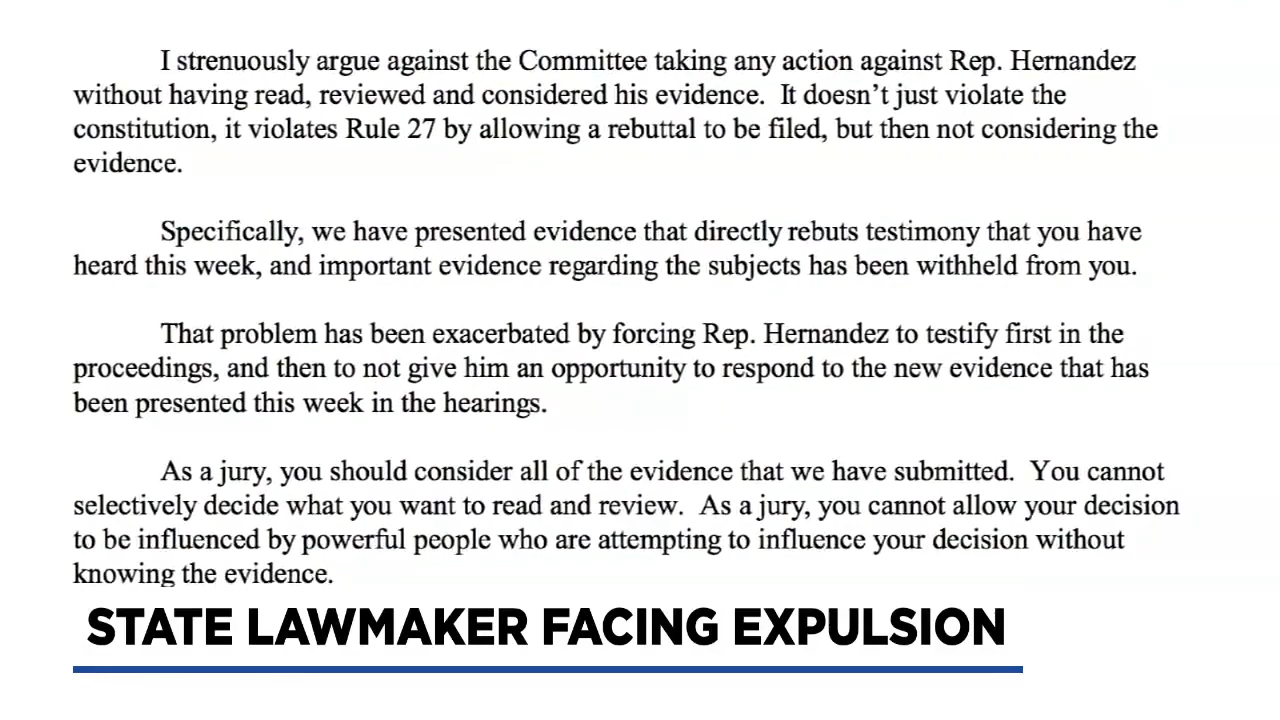 I strenuously argue against the Committee taking any action against Rep. Hernandez
without having read, reviewed and considered his evidence.  It doesn’t just violate the
constitution, it violates Rule 27 by allowing a rebuttal to be filed, but then not considering the
evidence.
Specifically, we have presented evidence that directly rebuts testimony that you have
heard this week, and important evidence regarding the subjects has been withheld from you.
That problem has been exacerbated by forcing Rep. Hernandez to testify first in the
proceedings, and then to not give him an opportunity to respond to the new evidence that has
been presented this week in the hearings.
As a jury, you should consider all of the evidence that we have submitted.  You cannot
selectively decide what you want to read and review.  As a jury, you cannot allow your decision
to be influenced by powerful people who are attempting to influence your decision without
knowing the evidence.
STATE LAWMAKER FACING EXPULSION